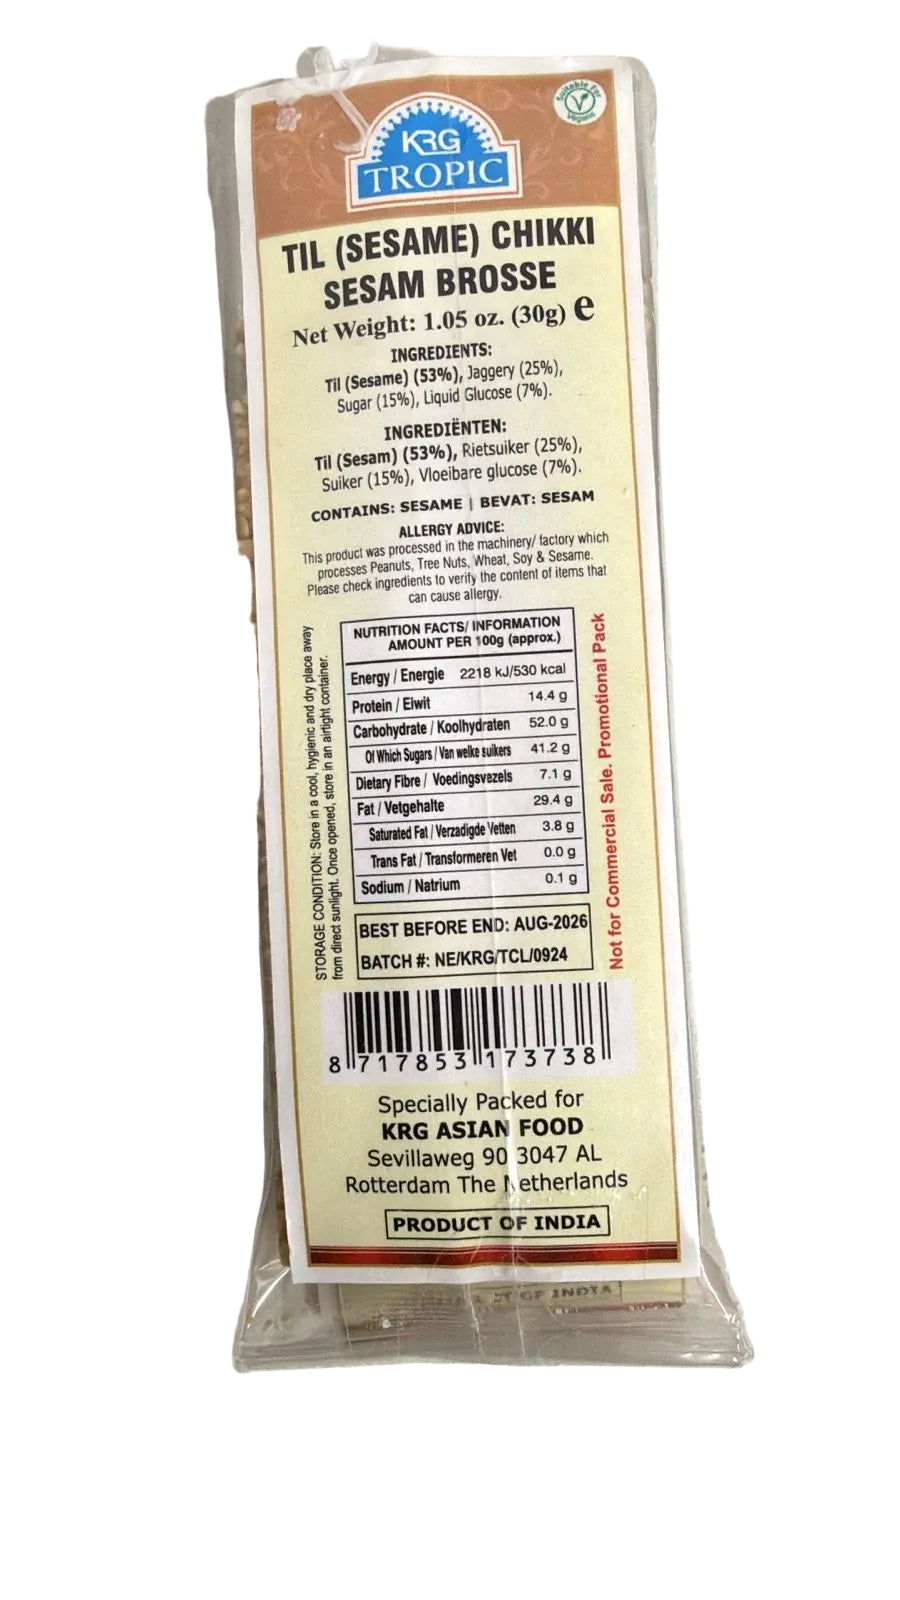 Suitable For
Vegans
KRG
TROPIC
TIL (SESAME) CHIKKI
SESAM BROSSE
Net Weight: 1.05 oz. (30g) e
INGREDIENTS:
Til (Sesame) (53%), Jaggery (25%),
Sugar (15%), Liquid Glucose (7%).
INGREDIËNTEN:
Til (Sesam) (53%), Rietsuiker (25%),
Suiker (15%), Vloeibare glucose (7%).
CONTAINS: SESAME | BEVAT: SESAM
ALLERGY ADVICE:
This product was processed in the machinery/ factory which
processes Peanuts, Tree Nuts, Wheat, Soy & Sesame.
Please check ingredients to verify the content of items that
can cause allergy.
STORAGE CONDITION: Store in a cool, hygienic and dry place away
from direct sunlight. Once opened, store in an airtight container.
NUTRITION FACTS/ INFORMATION
AMOUNT PER 100g (approx.)
Energy / Energie 2218 kJ/530 kcal
Protein / Elwit 14.4 g
Carbohydrate / Koolhydraten 52.0 g
Of Which Sugars / Van welke suikers 41.2 g
Dietary Fibre / Voedingsvezels 7.1 g
Fat / Vetgehalte 29.4 g
Saturated Fat / Verzadigde Vetten 3.8 g
Trans Fat / Transformeren Vet 0.0 g
Sodium / Natrium 0.1 g
Not for Commercial Sale. Promotional Pack
BEST BEFORE END: AUG-2026
BATCH #: NE/KRG/TCL/0924
8 717853 173738
Specially Packed for
KRG ASIAN FOOD
Sevillaweg 90 3047 AL
Rotterdam The Netherlands
PRODUCT OF INDIA
OF INDIA